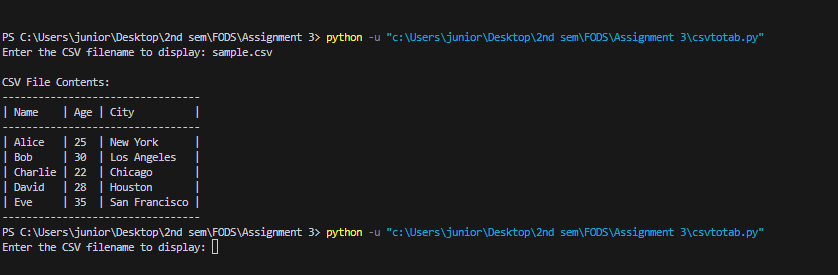 PS C:\Users\junior\Desktop\2nd sem\FODS\Assignment 3> python -u "c:\Users\junior\Desktop\2nd sem\FODS\Assignment 3\csvtotab.py"
Enter the CSV filename to display: sample.csv
CSV File Contents:
---------------------------------
| Name    | Age | City          |
---------------------------------
| Alice   | 25  | New York      |
| Bob     | 30  | Los Angeles   |
| Charlie | 22  | Chicago       |
| David   | 28  | Houston       |
| Eve     | 35  | San Francisco |
---------------------------------
PS C:\Users\junior\Desktop\2nd sem\FODS\Assignment 3> python -u "c:\Users\junior\Desktop\2nd sem\FODS\Assignment 3\csvtotab.py"
Enter the CSV filename to display: